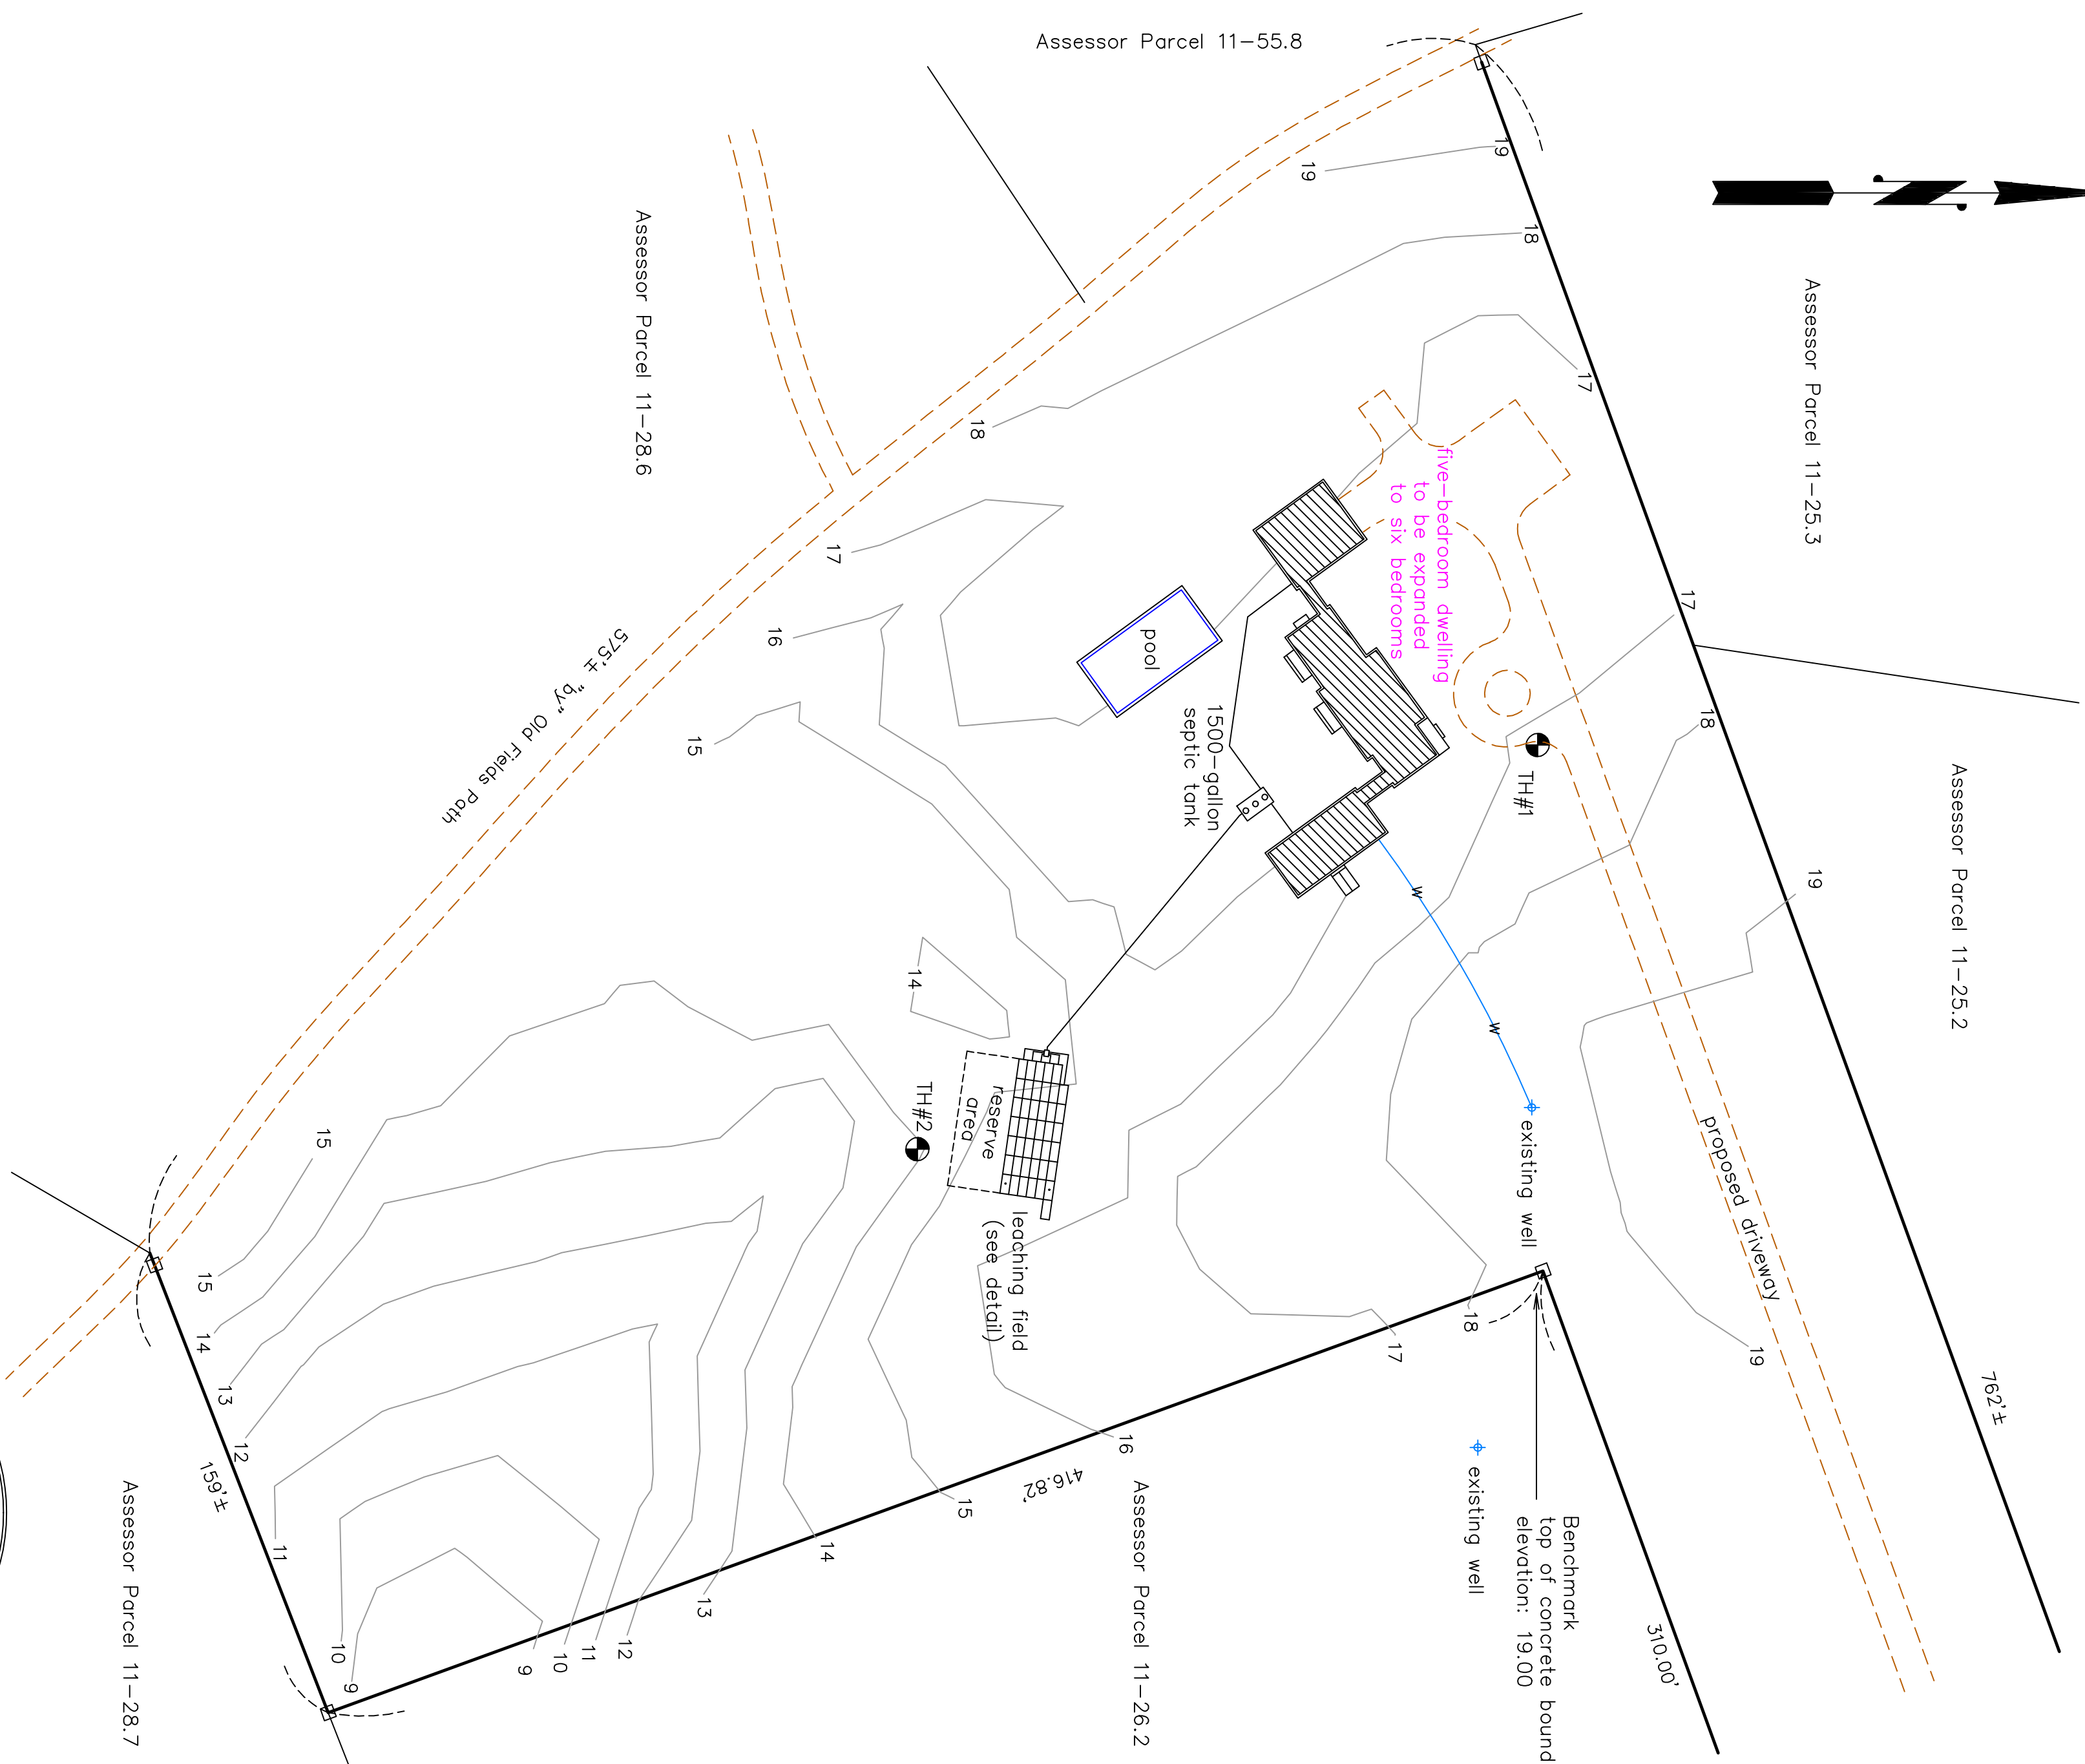 Assessor Parcel 11-55.8
Assessor Parcel 11-28.6
Assessor Parcel 11-25.3
Assessor Parcel 11-25.2
N
19
19
18
18
17
17
17
16
15
18
19
five-bedroom dwelling
to be expanded
to six bedrooms
pool
1500-gallon
septic tank
TH#1
W
W
575'± "by" Old Fields Path
14
TH#2
reserve
area
leaching field
(see detail)
existing well
proposed driveway
15
15
14
13
12
11
10
9
9
10
11
12
13
14
15
16
17
18
19
159'±
416.82'
762'±
310.00'
existing well
Benchmark
top of concrete bound
elevation: 19.00
Assessor Parcel 11-26.2
Assessor Parcel 11-28.7